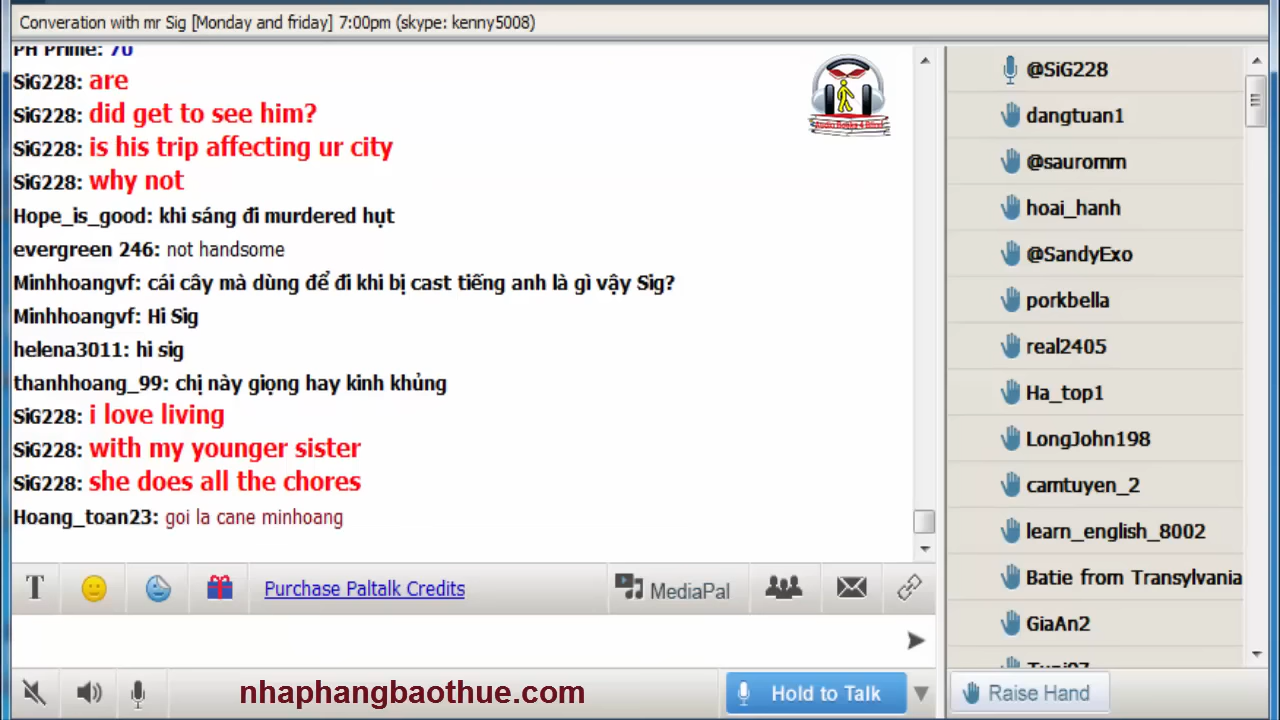 Converation with mr Sig [Monday and friday] 7:00pm (skype: kenny5008)
PH Prime: 70
SiG228: are
SiG228: did get to see him?
SiG228: is his trip affecting ur city
SiG228: why not
Hope_is_good: khi sáng đi murdered hụt
evergreen 246: not handsome
Minhhoangvf: cái cây mà dùng để đi khi bị cast tiếng anh là gì vậy Sig?
Minhhoangvf: Hi Sig
helena3011: hi sig
thanhhoang_99: chị này giọng hay kinh khủng
SiG228: i love living
SiG228: with my younger sister
SiG228: she does all the chores
Hoang_toan23: goi la cane minhoang
T
Purchase Paltalk Credits
MediaPal
nhaphangbaothue.com
Hold to Talk
@SiG228
dangtuan1
@sauromm
hoai_hanh
@SandyExo
porkbella
real2405
Ha_top1
LongJohn198
camtuyen_2
learn_english_8002
Batie from Transylvania
GiaAn2
Raise Hand